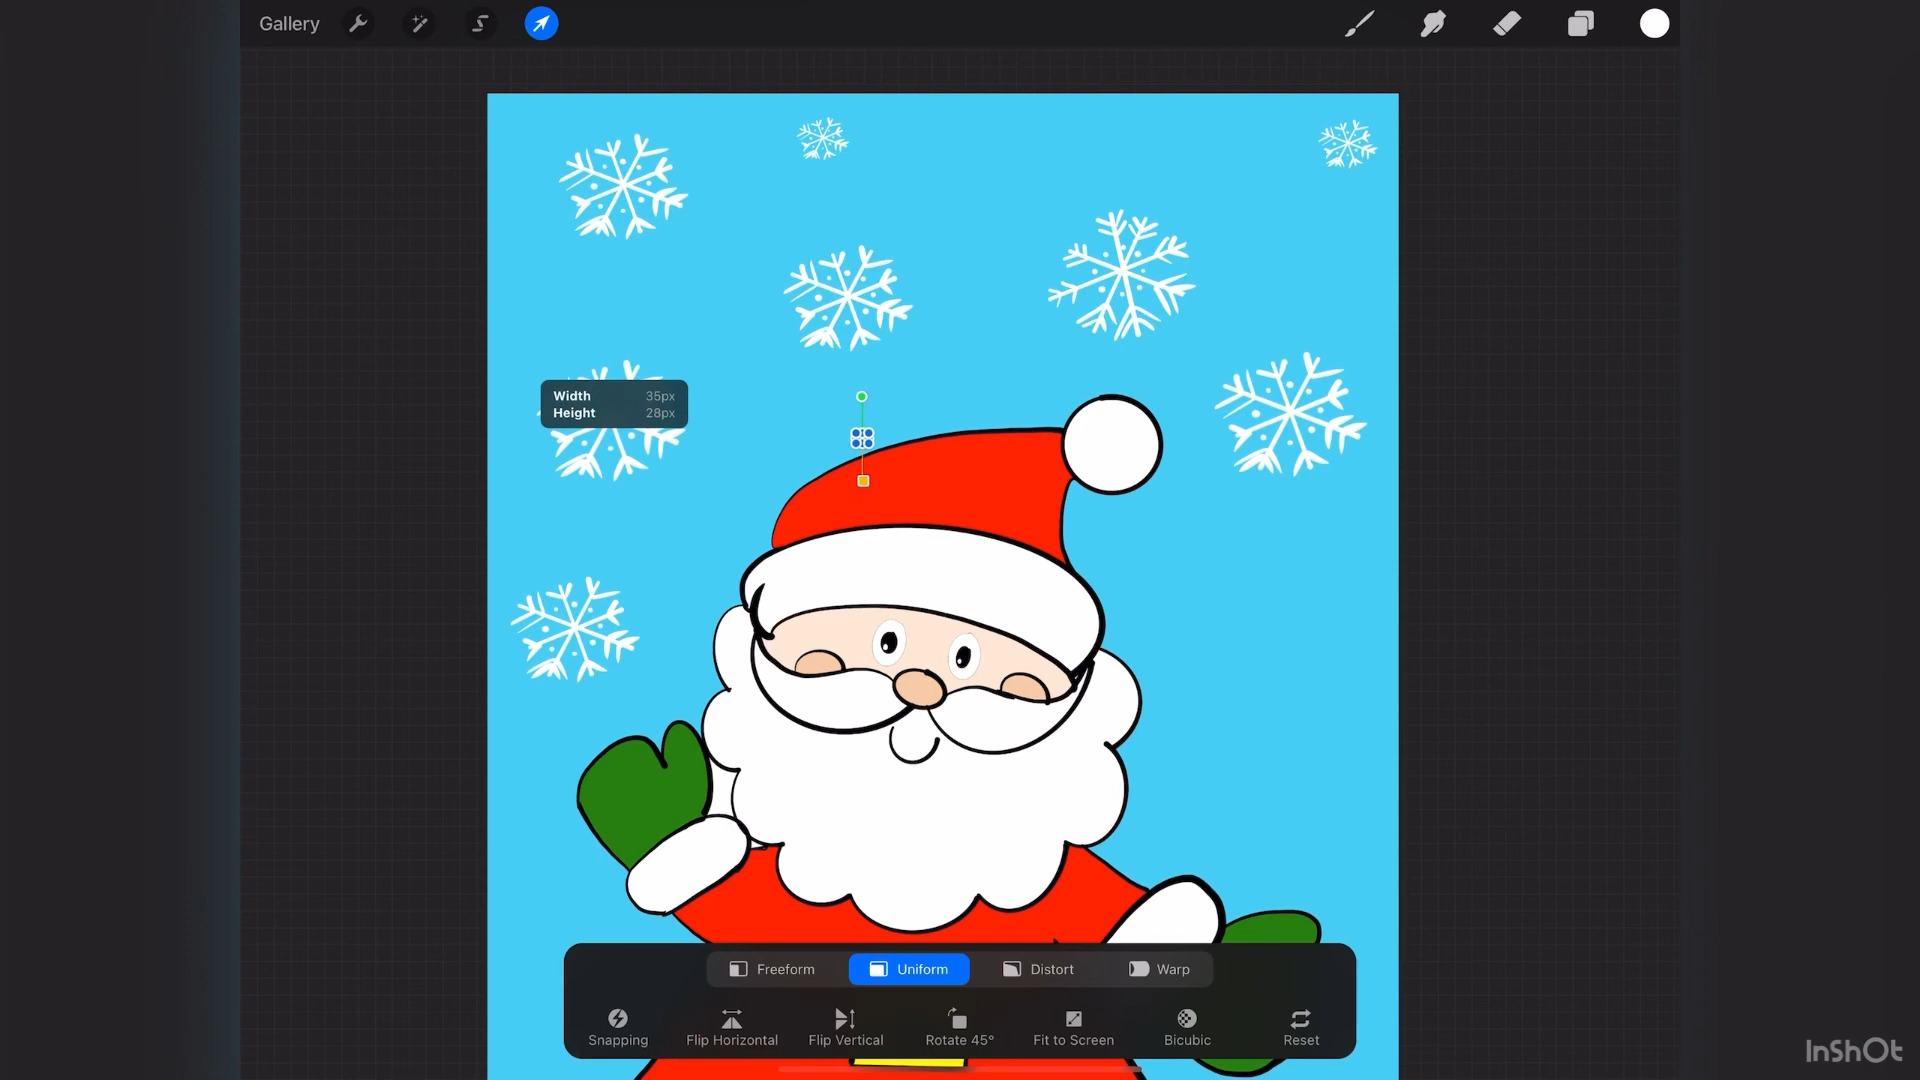 Gallery
Width 35px
Height 28px
Freeform Uniform Distort Warp
Snapping Flip Horizontal Flip Vertical Rotate 45° Fit to Screen Bicubic Reset
InShOt